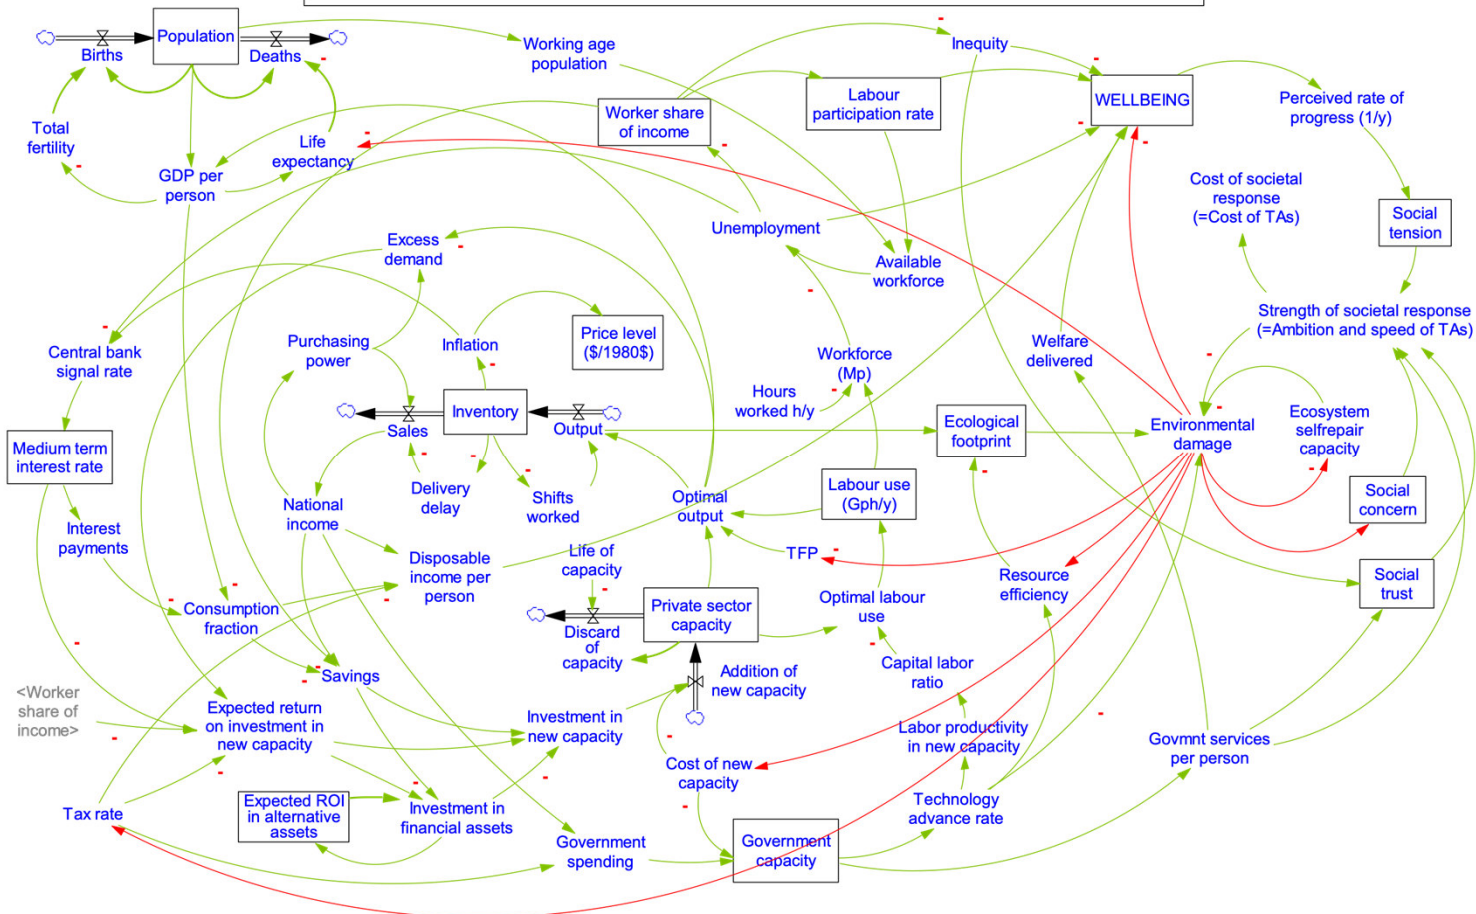 Population
Births
Deaths
Working age
population
Inequity
Worker share
of income
Labour
participation rate
WELLBEING
Perceived rate of
progress (1/y)
Total
fertility
Life
expectancy
GDP per
person
Cost of societal
response
(=Cost of TAs)
Social
tension
Unemployment
Excess
demand
Available
workforce
Strength of societal response
(=Ambition and speed of TAs)
Central bank
signal rate
Purchasing
power
Inflation
Price level
($/1980$)
Workforce
(Mp)
Welfare
delivered
Hours
worked h/y
Inventory
Sales
Output
Ecological
footprint
Environmental
damage
Ecosystem
selfrepair
capacity
Medium term
interest rate
Delivery
delay
Shifts
worked
Optimal
output
Labour use
(Gph/y)
Social
concern
National
income
Interest
payments
Life of
capacity
TFP
Disposable
income per
person
Resource
efficiency
Social
trust
Consumption
fraction
Private sector
capacity
Optimal labour
use
Discard
of
capacity
Addition of
new capacity
Capital labor
ratio
Savings
<Worker
share of
income>
Expected return
on investment in
new capacity
Investment in
new capacity
Labor productivity
in new capacity
Govmnt services
per person
Cost of new
capacity
Tax rate
Expected ROI
in alternative
assets
Investment in
financial assets
Technology
advance rate
Government
spending
Government
capacity